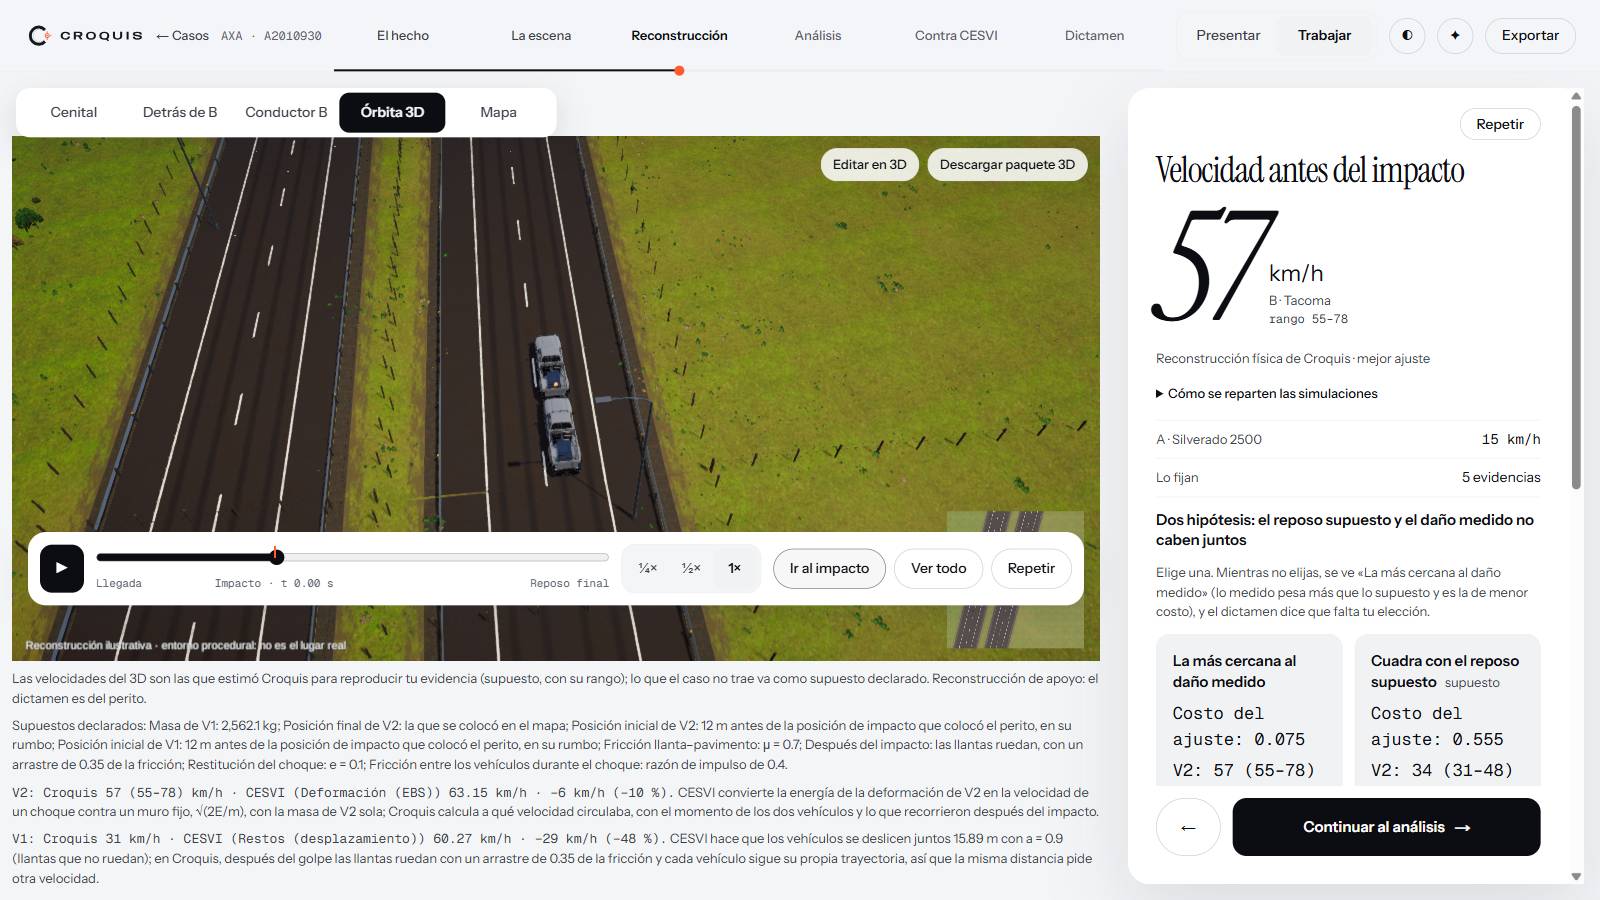 CROQUIS
← Casos
AXA · A2010930
El hecho
La escena
Reconstrucción
Análisis
Contra CESVI
Dictamen
Presentar
Trabajar
Exportar
Cenital
Detrás de B
Conductor B
Órbita 3D
Mapa
Editar en 3D
Descargar paquete 3D
Llegada
Impacto · t 0.00 s
Reposo final
¼×
½×
1×
Ir al impacto
Ver todo
Repetir
Reconstrucción ilustrativa - entorno procedural: no es el lugar real
Las velocidades del 3D son las que estimó Croquis para reproducir tu evidencia (supuesto, con su rango); lo que el caso no trae va como supuesto declarado. Reconstrucción de apoyo: el
dictamen es del perito.
Supuestos declarados: Masa de V1: 2,562.1 kg; Posición final de V2: la que se colocó en el mapa; Posición inicial de V2: 12 m antes de la posición de impacto que colocó el perito, en su
rumbo; Posición inicial de V1: 12 m antes de la posición de impacto que colocó el perito, en su rumbo; Fricción llanta–pavimento: μ = 0.7; Después del impacto: las llantas ruedan, con un
arrastre de 0.35 de la fricción; Restitución del choque: e = 0.1; Fricción entre los vehículos durante el choque: razón de impulso de 0.4.
V2: Croquis 57 (55–78) km/h · CESVI (Deformación (EBS)) 63.15 km/h · −6 km/h (−10 %). CESVI convierte la energía de la deformación de V2 en la velocidad de
un choque contra un muro fijo, √(2E/m), con la masa de V2 sola; Croquis calcula a qué velocidad circulaba, con el momento de los dos vehículos y lo que recorrieron después del impacto.
V1: Croquis 31 km/h · CESVI (Restos (desplazamiento)) 60.27 km/h · −29 km/h (−48 %). CESVI hace que los vehículos se deslicen juntos 15.89 m con a = 0.9
(llantas que no ruedan); en Croquis, después del golpe las llantas ruedan con un arrastre de 0.35 de la fricción y cada vehículo sigue su propia trayectoria, así que la misma distancia pide
otra velocidad.
Repetir
Velocidad antes del impacto
57
km/h
B · Tacoma
rango 55–78
Reconstrucción física de Croquis · mejor ajuste
Cómo se reparten las simulaciones
A · Silverado 2500
15 km/h
Lo fijan
5 evidencias
Dos hipótesis: el reposo supuesto y el daño medido no
caben juntos
Elige una. Mientras no elijas, se ve «La más cercana al daño
medido» (lo medido pesa más que lo supuesto y es la de menor
costo), y el dictamen dice que falta tu elección.
La más cercana al
daño medido
Costo del
ajuste: 0.075
V2: 57 (55–78)
Cuadra con el reposo
supuesto supuesto
Costo del
ajuste: 0.555
V2: 34 (31–48)
←
Continuar al análisis →